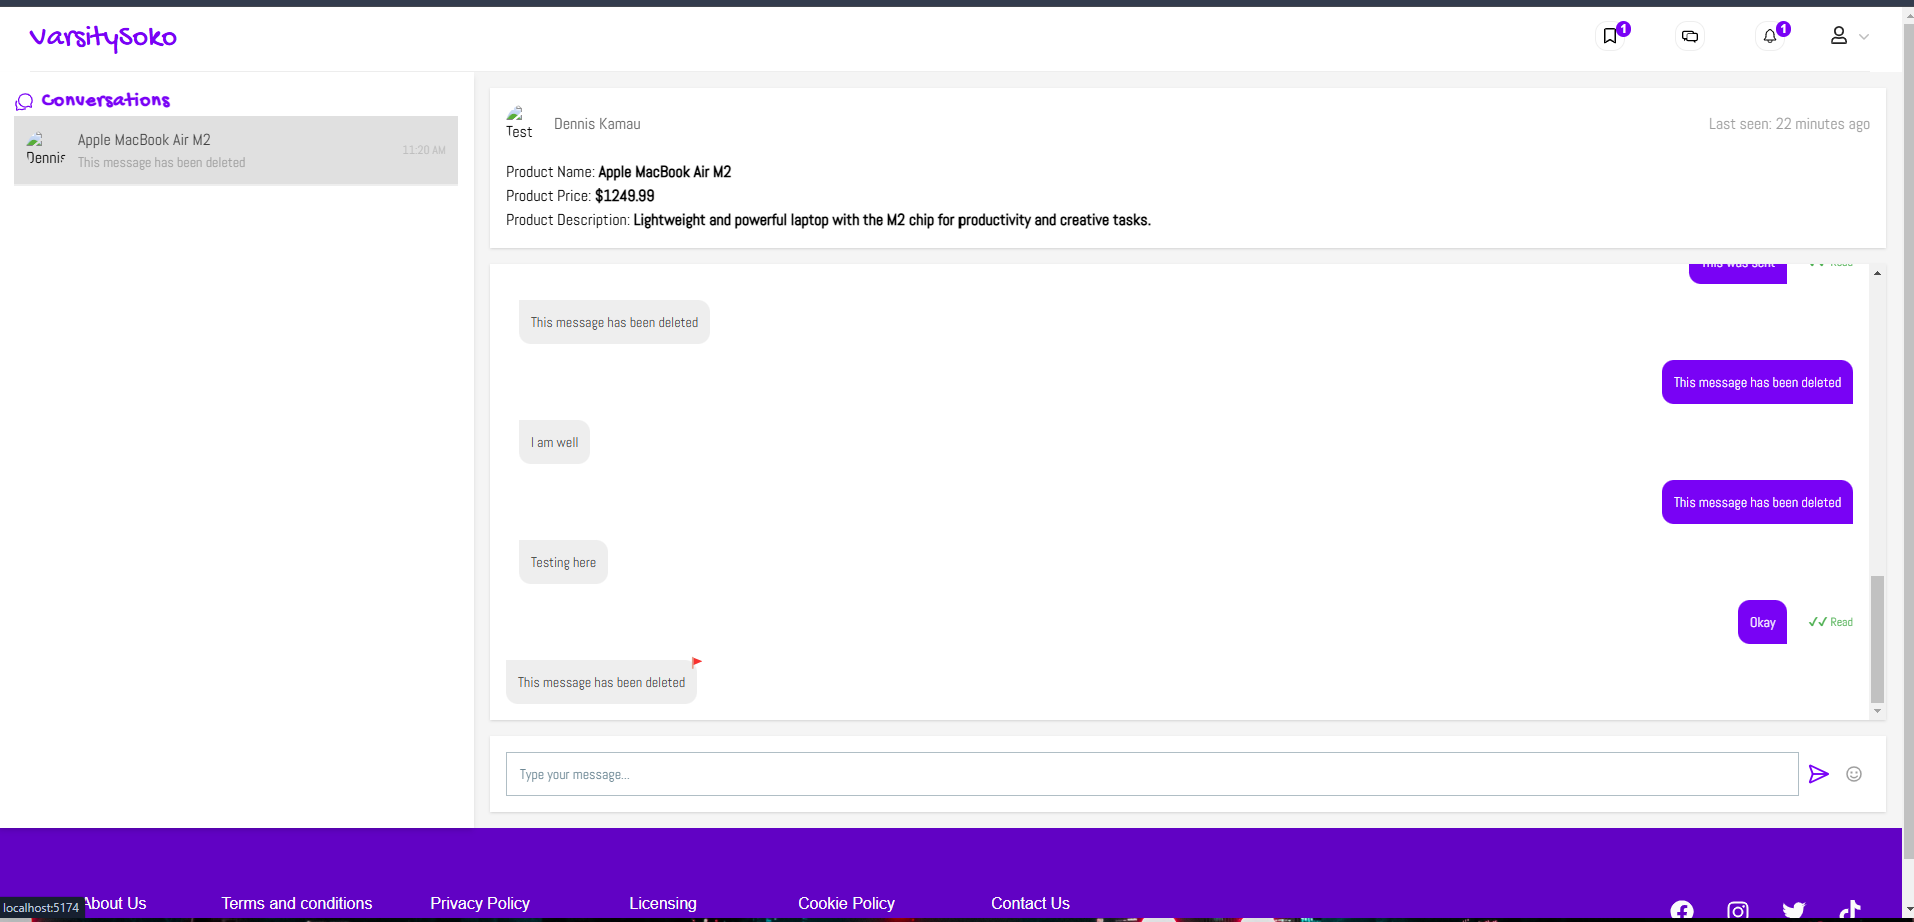 VarsitySoko
1
1
Conversations
Dennis
Apple MacBook Air M2
This message has been deleted
11:20 AM
Test
Dennis Kamau
Last seen: 22 minutes ago
Product Name: Apple MacBook Air M2
Product Price: $1249.99
Product Description: Lightweight and powerful laptop with the M2 chip for productivity and creative tasks.
This was sent
Read
This message has been deleted
This message has been deleted
I am well
This message has been deleted
Testing here
Okay
Read
This message has been deleted
Type your message...
About Us
Terms and conditions
Privacy Policy
Licensing
Cookie Policy
Contact Us
localhost:5174